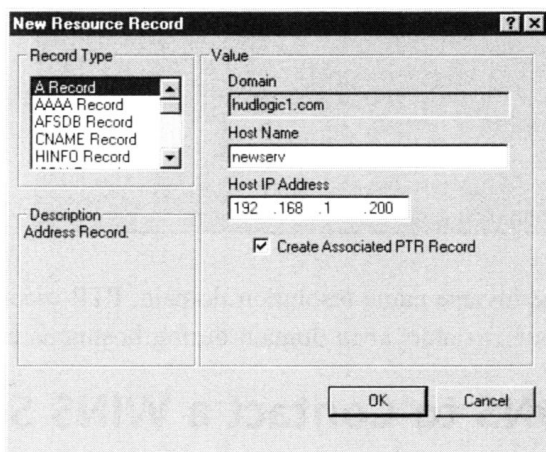 New Resource Record
Record Type
A Record
AAAA Record
AFSDB Record
CNAME Record
HINFO Record
Description
Address Record.
Value
Domain
hudlogic1.com
Host Name
newserv
Host IP Address
192 .168 .1 .200
Create Associated PTR Record
OK
Cancel